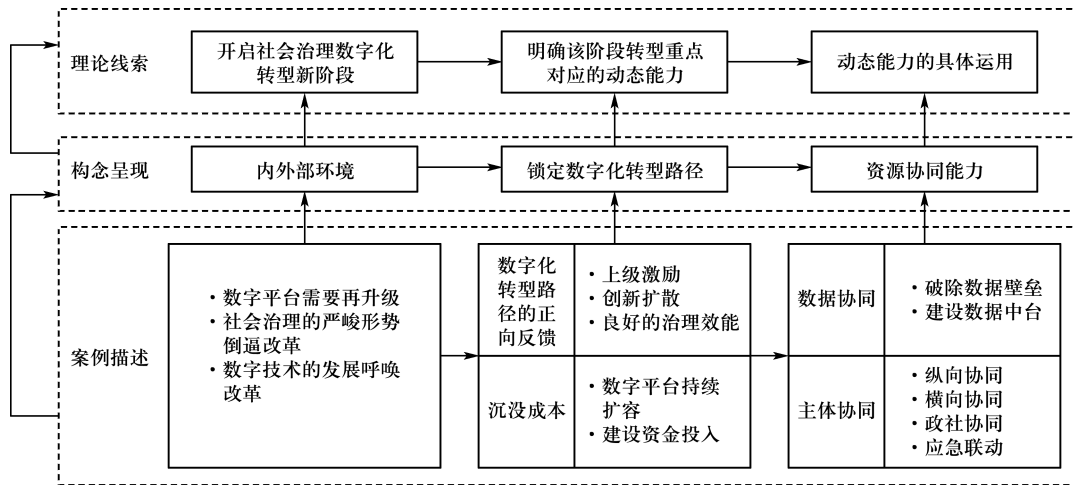 理论线索
开启社会治理数字化
转型新阶段
明确该阶段转型重点
对应的动态能力
动态能力的具体运用
构念呈现
内外部环境
锁定数字化转型路径
资源协同能力
案例描述
·数字平台需要再升级
·社会治理的严峻形势
倒逼改革
·数字技术的发展呼唤
改革
数字化
转型路
径的正
向反馈
·上级激励
·创新扩散
·良好的治理效能
沉没成本
·数字平台持续
扩容
·建设资金投入
数据协同
·破除数据壁垒
·建设数据中台
主体协同
·纵向协同
·横向协同
·政社协同
·应急联动